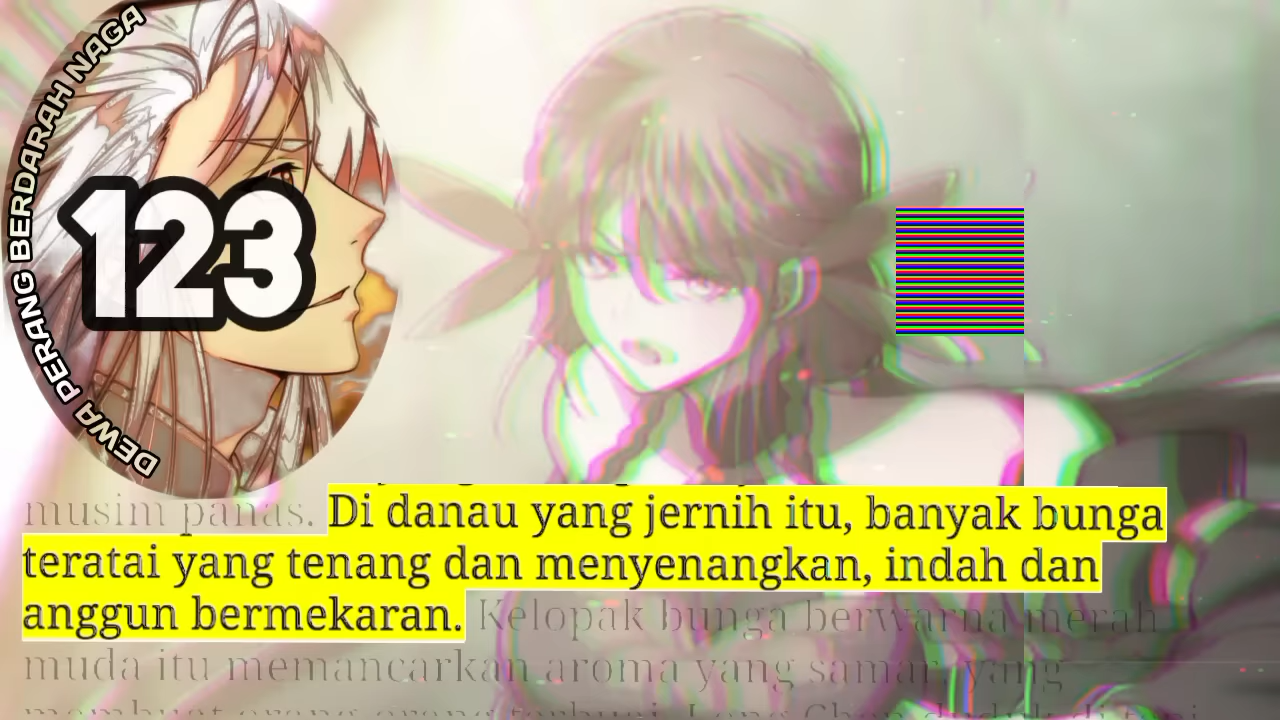 DEWA PERANG BERDARAH NAGA
123
musim panas. Di danau yang jernih itu, banyak bunga
teratai yang tenang dan menyenangkan, indah dan
anggun bermekaran. Kelopak bunga berwarna merah
muda itu memancarkan aroma yang samar, yang